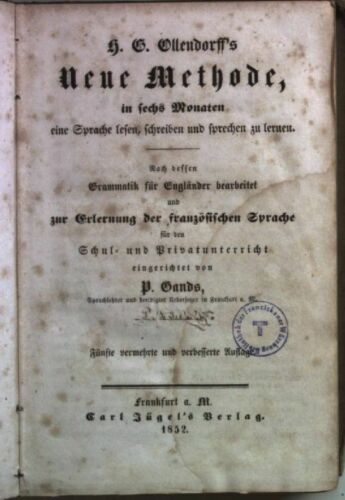 H. G. Ollendorff's
Neue Methode,
in sechs Monaten
eine Sprache lesen, schreiben und sprechen zu lernen.
Nach dessen
Grammatik für Engländer bearbeitet
und
zur Erlernung der französischen Sprache
für den
Schul- und Privatunterricht
eingerichtet von
P. Gands,
Sprachlehrer und beeidigter Uebersetzer in Frankfurt a. M.
Fünfte vermehrte und verbesserte Auflage
Frankfurt a. M.
Carl Jügel's Verlag.
1852.